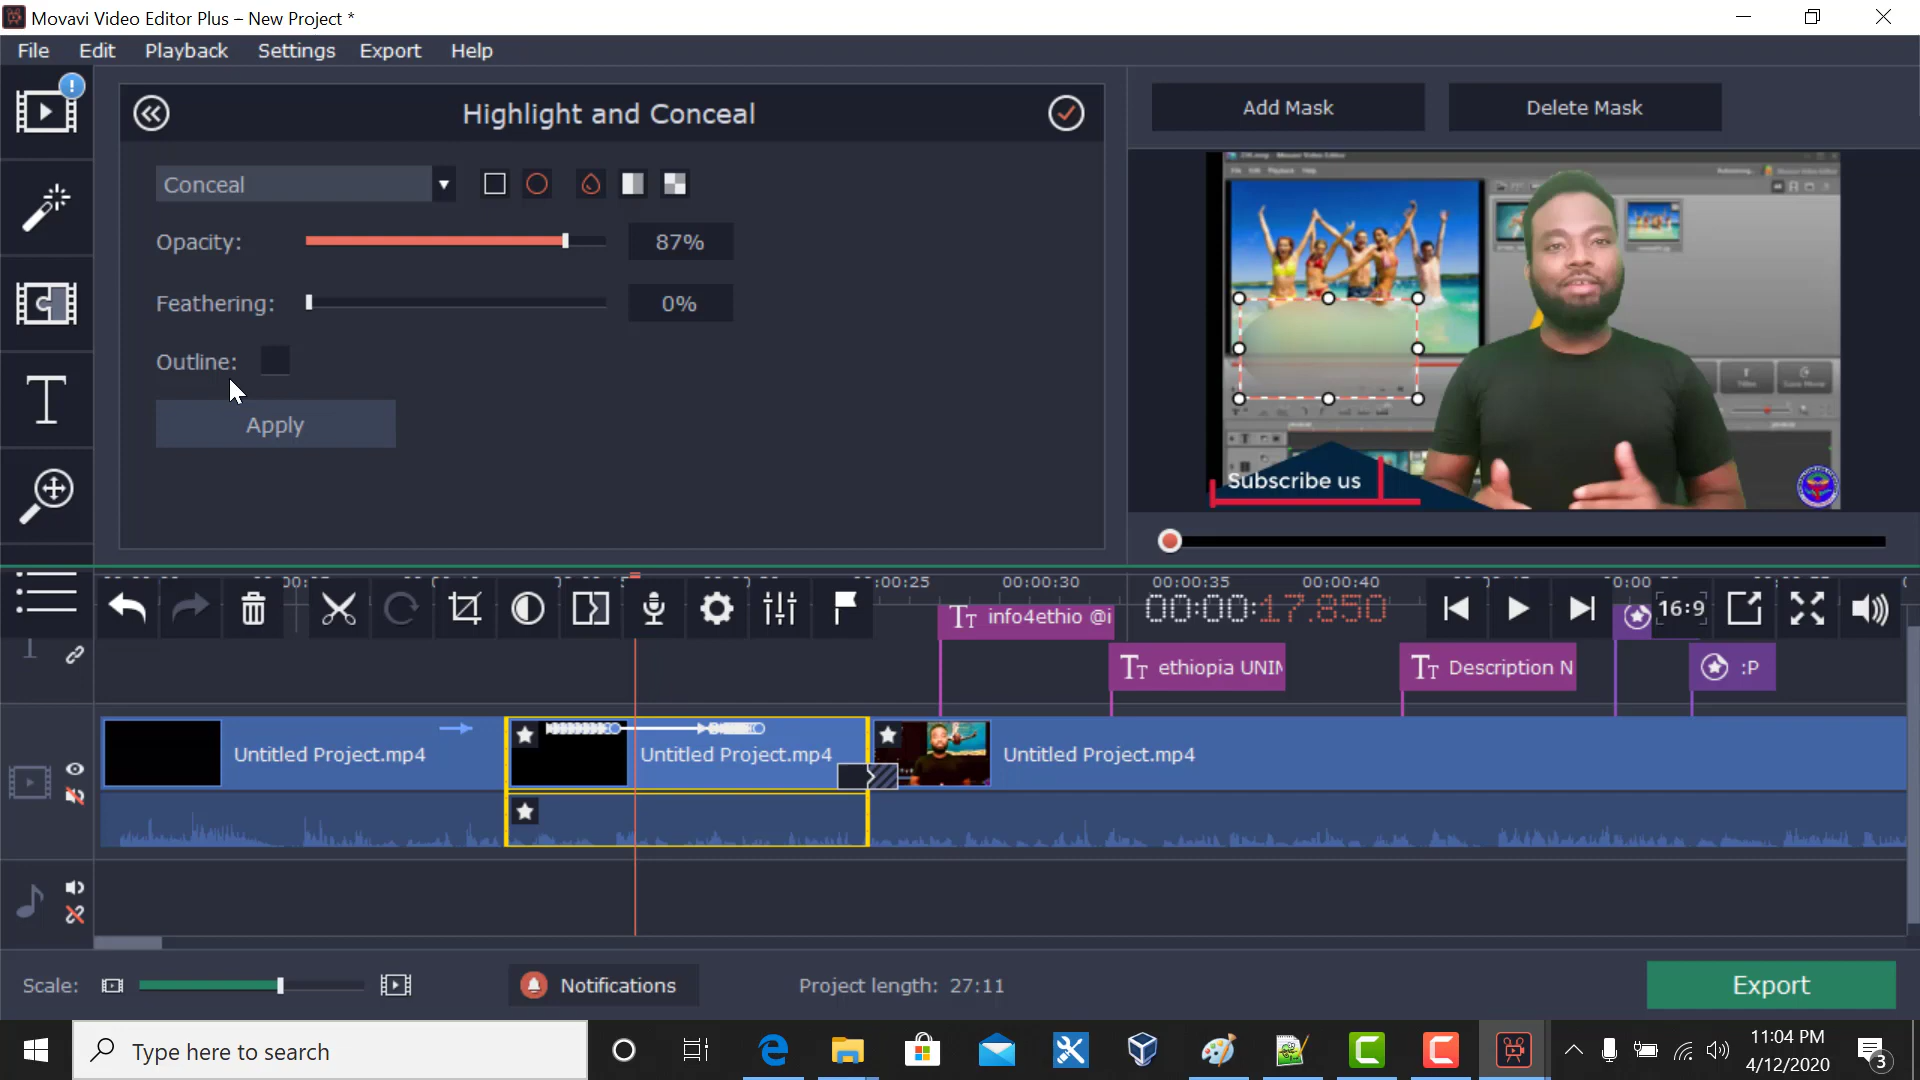 Movavi Video Editor Plus – New Project *
File Edit Playback Settings Export Help
!
Highlight and Conceal
Add Mask
Delete Mask
Conceal
Opacity:
87%
Feathering:
0%
Outline:
Apply
Subscribe us
00:00:25
00:00:30
00:00:35
00:00:40
00:00:17.850
16:9
info4ethio @i
ethiopia UNIN
Description N
:P
Untitled Project.mp4
Untitled Project.mp4
Untitled Project.mp4
Scale:
Notifications
Project length: 27:11
Export
Type here to search
11:04 PM
4/12/2020
3